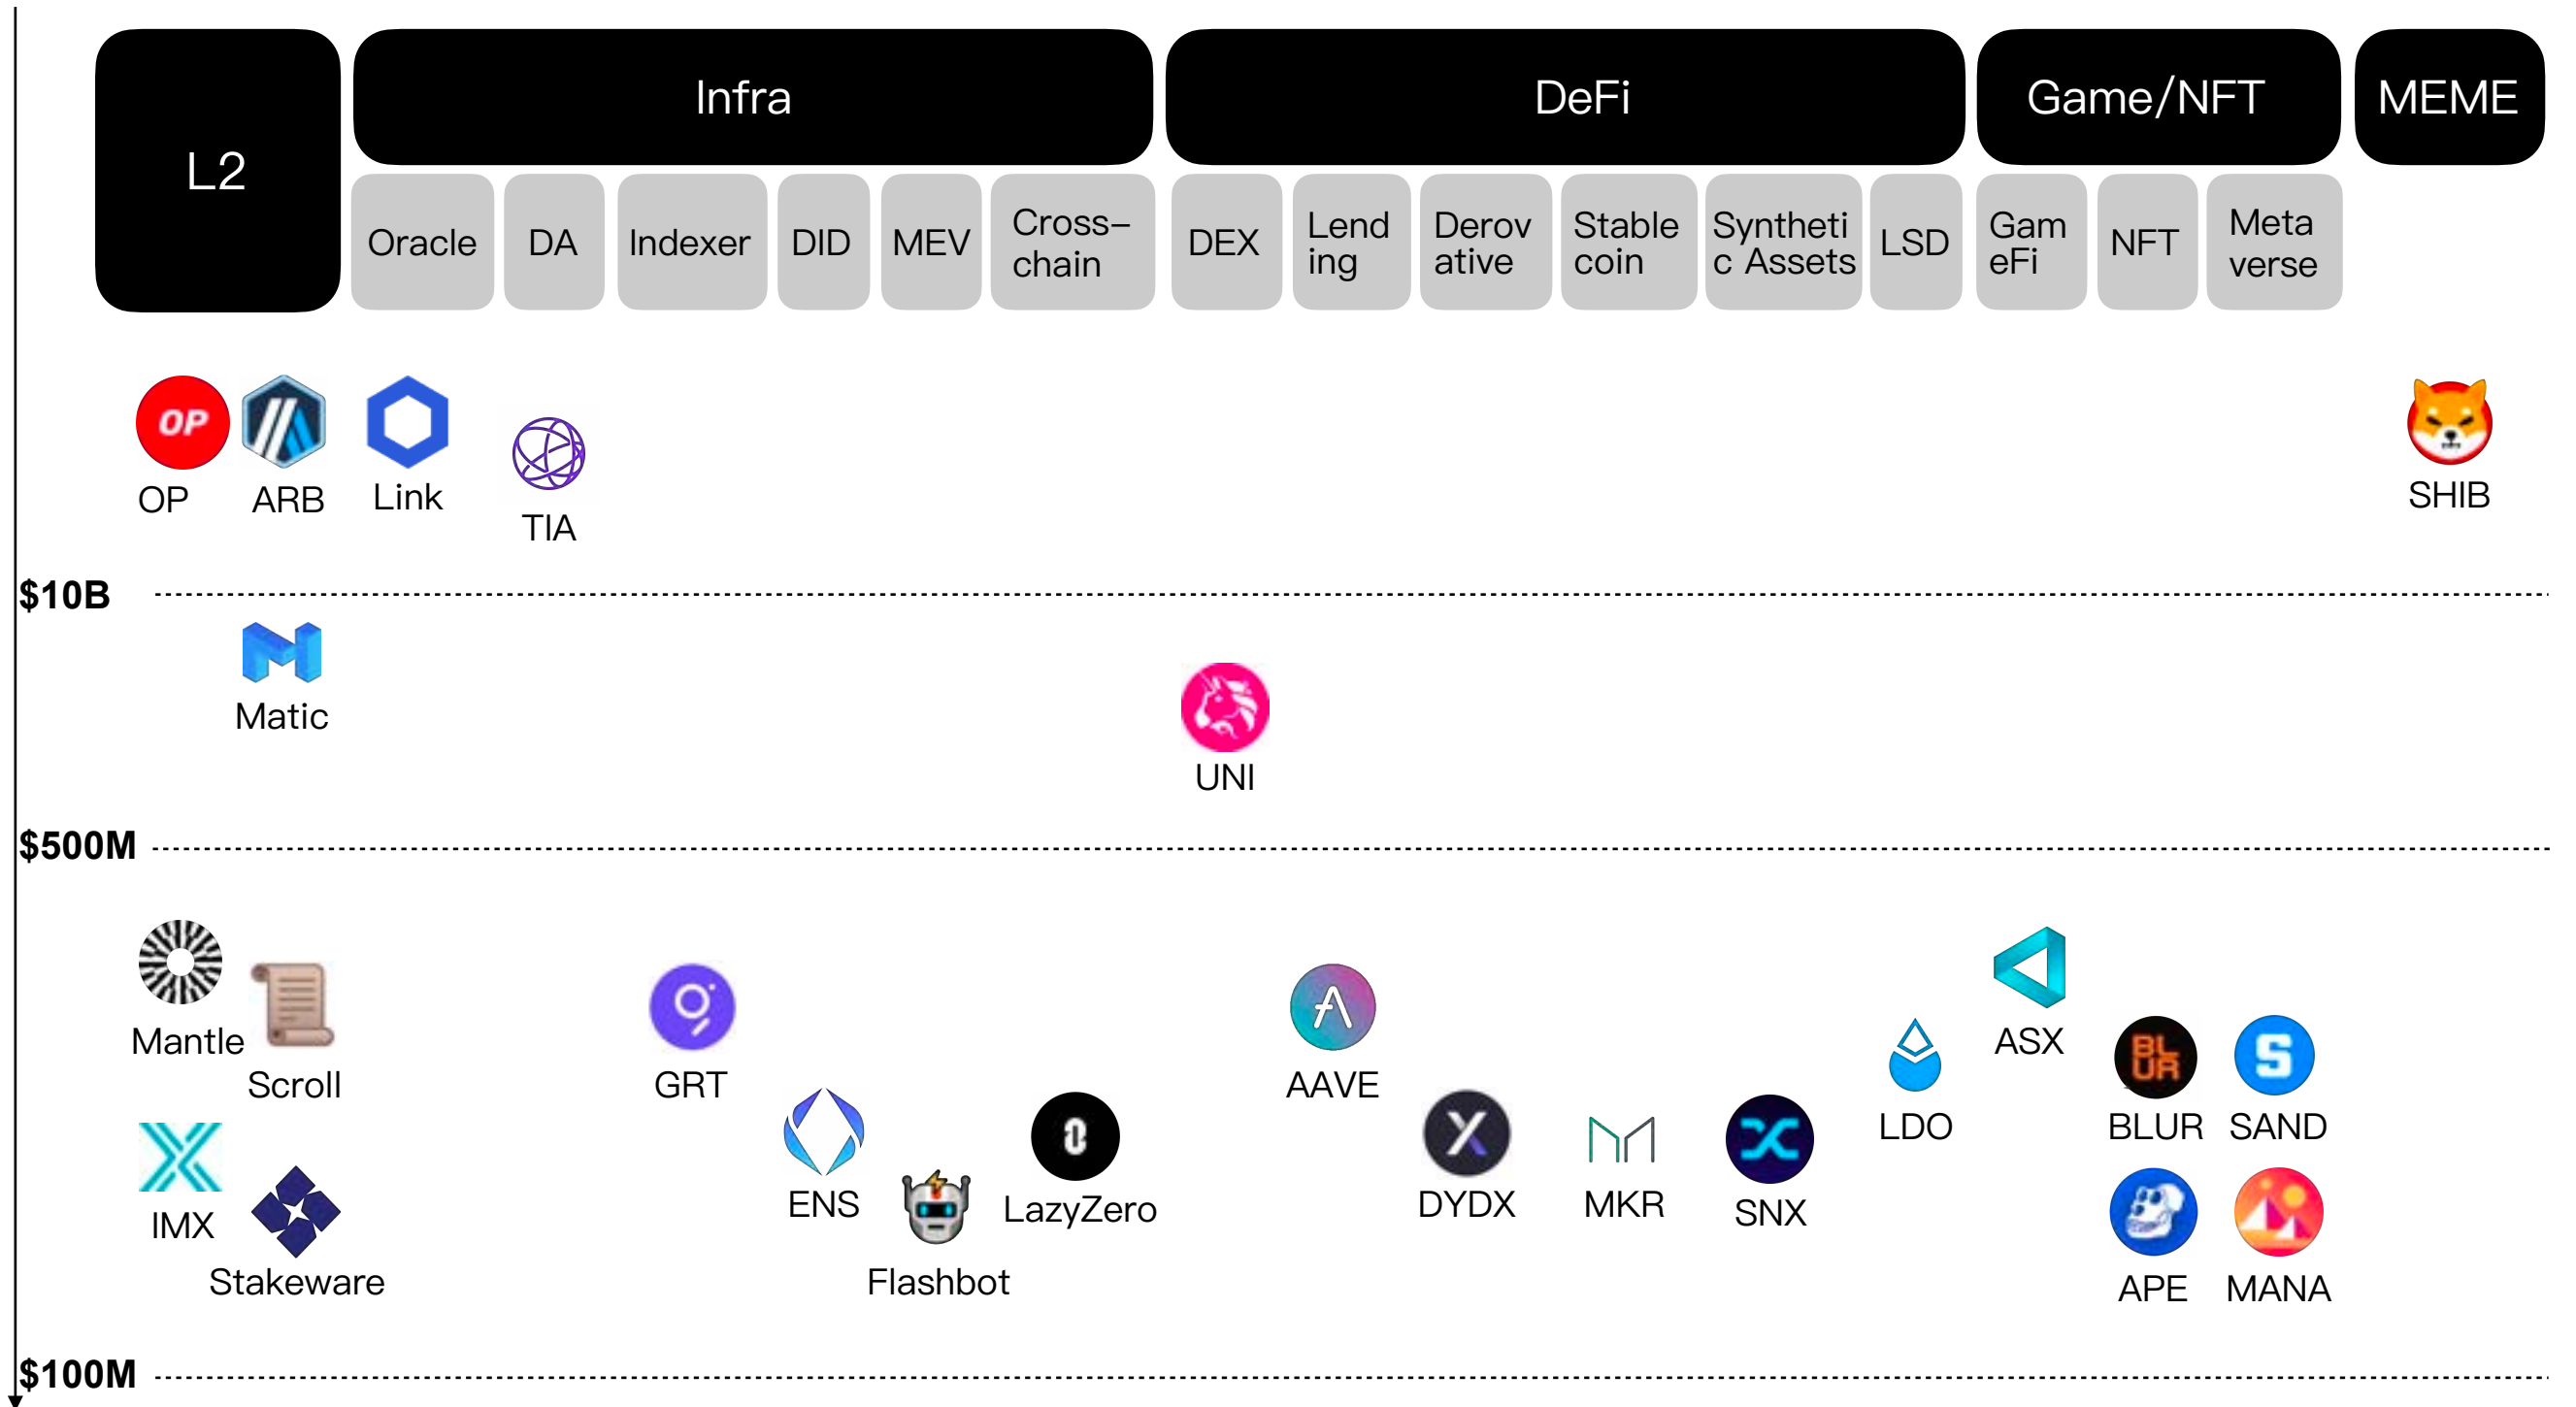 L2
Infra
DeFi
Game/NFT
MEME
Oracle
DA
Indexer
DID
MEV
Cross-
chain
DEX
Lend
ing
Derov
ative
Stable
coin
Syntheti
c Assets
LSD
Gam
eFi
NFT
Meta
verse
OP
OP
ARB
Link
TIA
SHIB
$10B
Matic
UNI
$500M
Mantle
Scroll
GRT
AAVE
ASX
BL
UR
S
LDO
BLUR
SAND
IMX
Stakeware
ENS
Flashbot
LazyZero
DYDX
MKR
SNX
APE
MANA
$100M